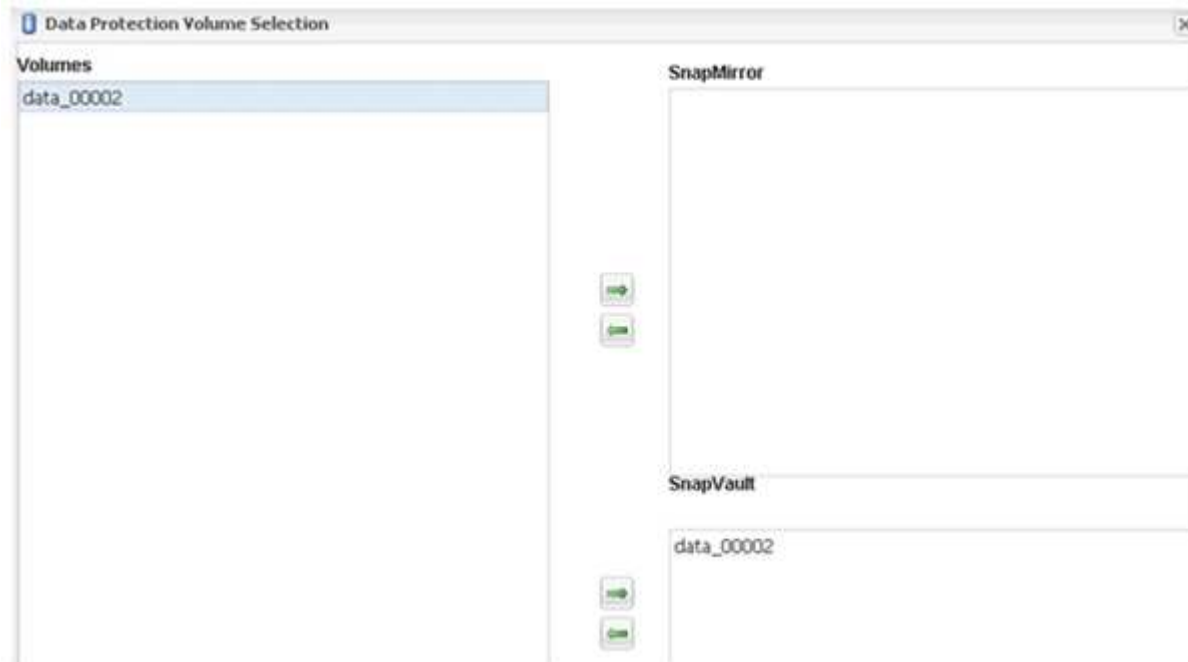 Data Protection Volume Selection
Volumes
data_00002
SnapMirror
SnapVault
data_00002